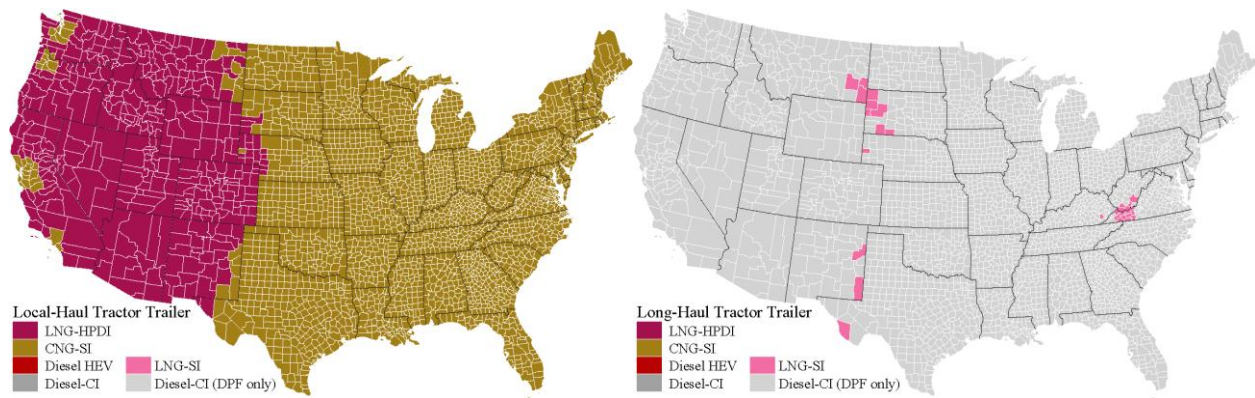 Local-Haul Tractor Trailer
LNG-HPDI
CNG-SI
Diesel HEV LNG-SI
Diesel-CI Diesel-CI (DPF only)
Long-Haul Tractor Trailer
LNG-HPDI
CNG-SI
Diesel HEV LNG-SI
Diesel-CI Diesel-CI (DPF only)